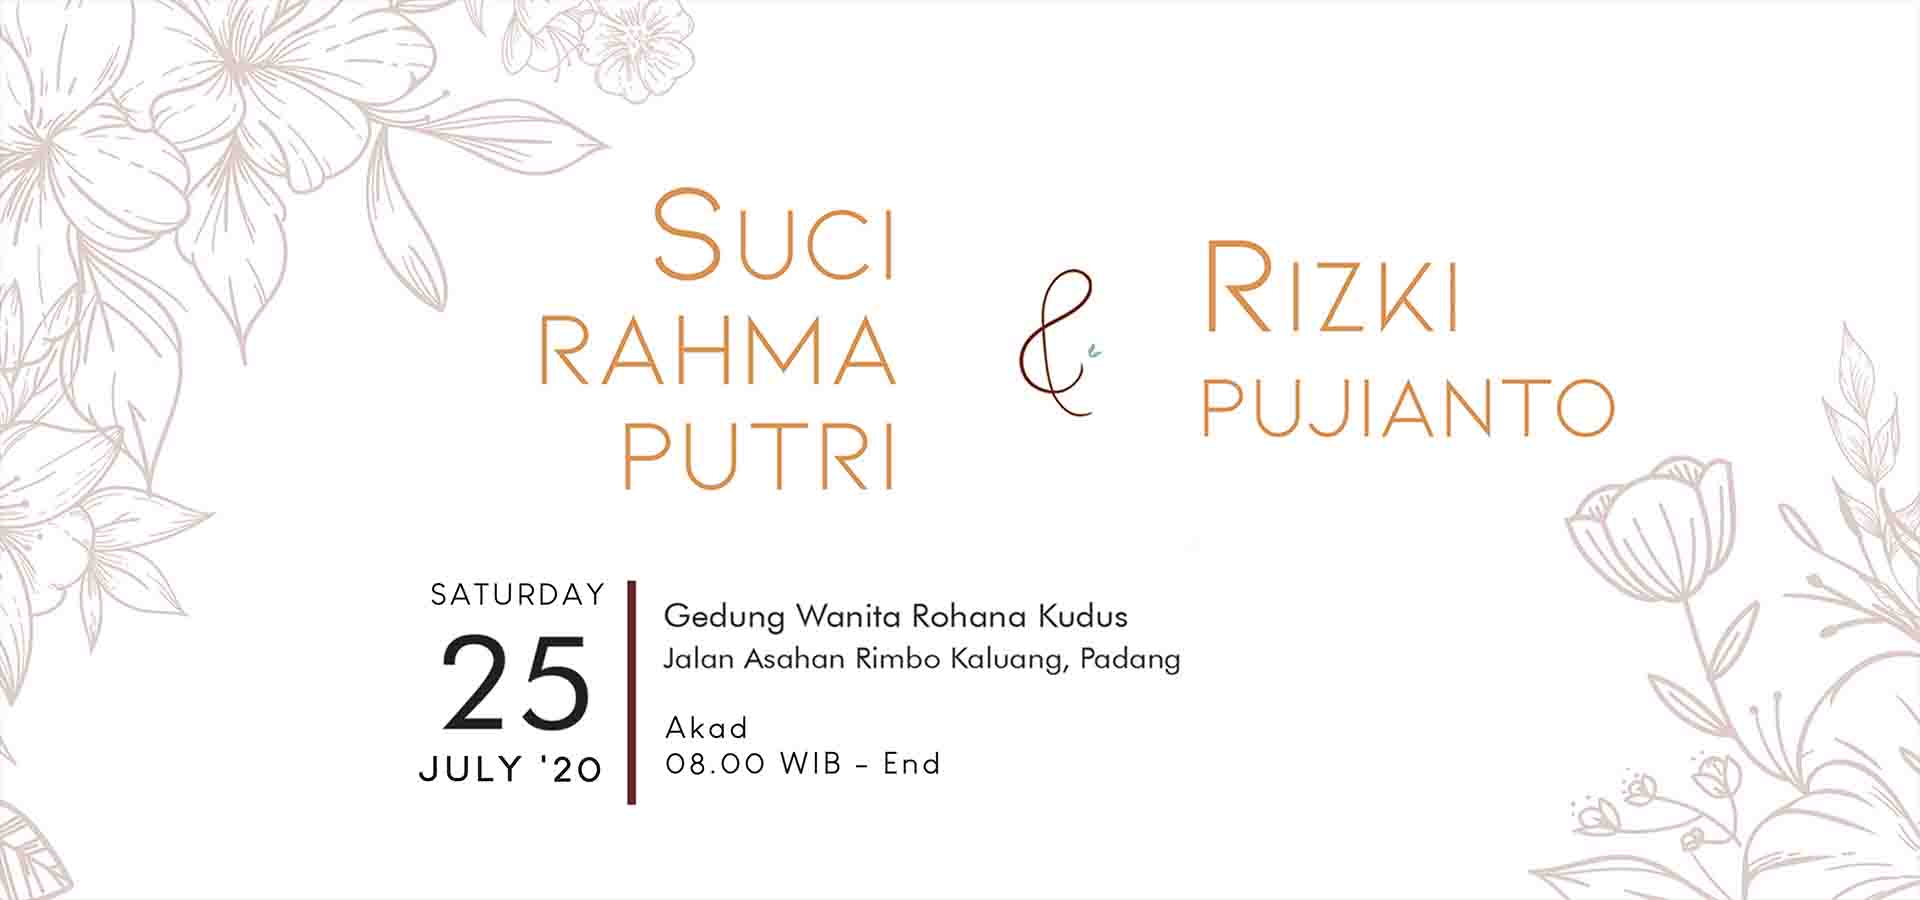 SUCI
RAHMA
PUTRI
&
RIZKI
PUJIANTO
SATURDAY
25
JULY '20
Gedung Wanita Rohana Kudus
Jalan Asahan Rimbo Kaluang, Padang
Akad
08.00 WIB - End